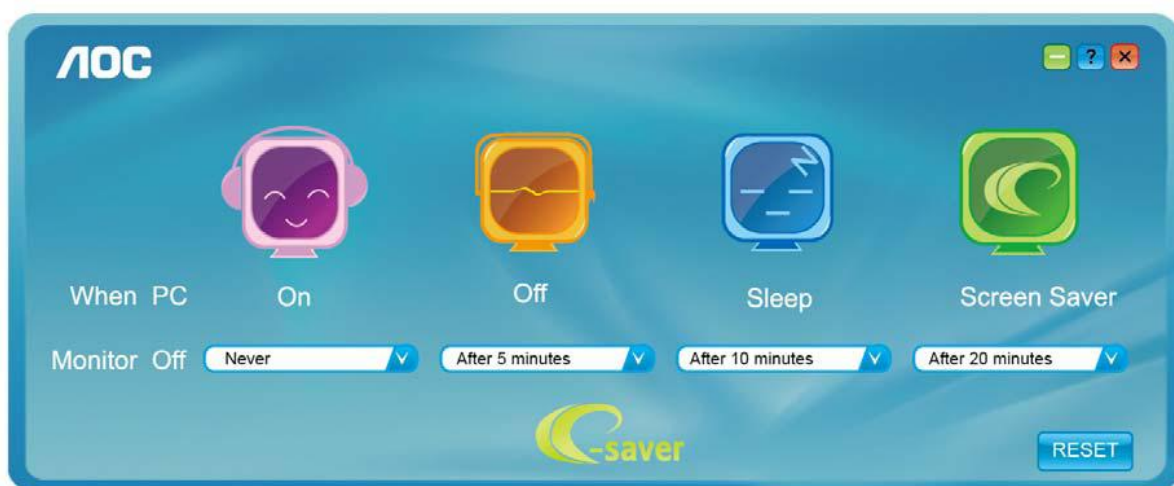 AOC
?
When PC On Off Sleep Screen Saver
Monitor Off Never After 5 minutes After 10 minutes After 20 minutes
e-saver
RESET